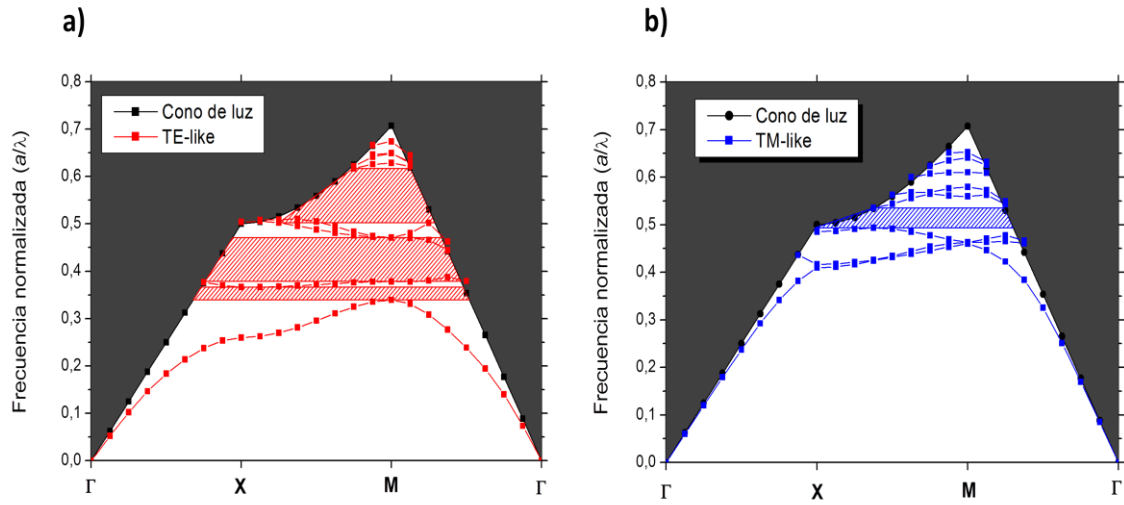 a)
Frecuencia normalizada (a/λ)
0,8
0,7
0,6
0,5
0,4
0,3
0,2
0,1
0,0
Cono de luz
TE-like
Γ
X
M
Γ
b)
Frecuencia normalizada (a/λ)
0,8
0,7
0,6
0,5
0,4
0,3
0,2
0,1
0,0
Cono de luz
TM-like
Γ
X
M
Γ